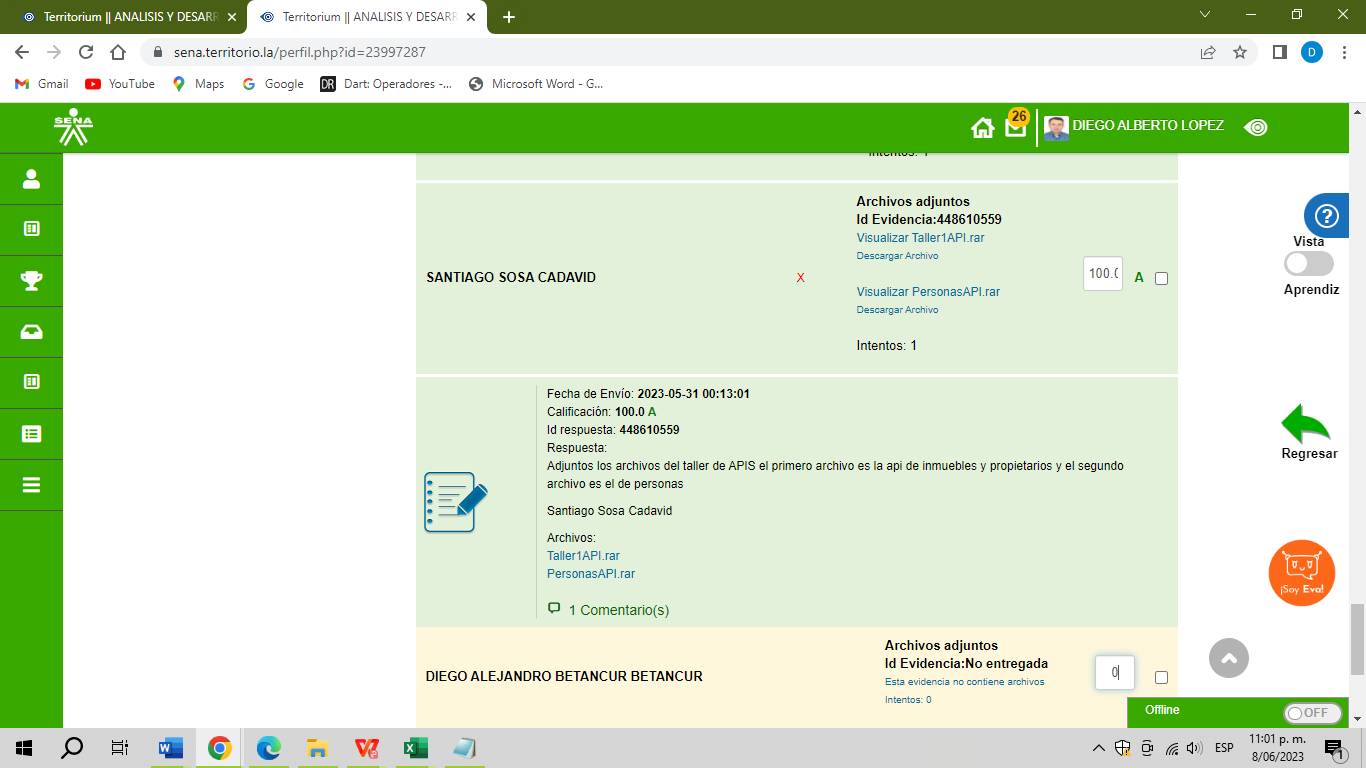 Territorium || ANALISIS Y DESARR
Territorium || ANALISIS Y DESARR
sena.territorio.la/perfil.php?id=23997287
D
Gmail
YouTube
Maps
Google
DR Dart: Operadores -...
Microsoft Word - G...
SENA
26
DIEGO ALBERTO LOPEZ
Intentos: 1
SANTIAGO SOSA CADAVID
X
Archivos adjuntos
Id Evidencia:448610559
Visualizar Taller1API.rar
Descargar Archivo
Visualizar PersonasAPI.rar
Descargar Archivo
Intentos: 1
100.0
A
?
Vista
Aprendiz
Fecha de Envío: 2023-05-31 00:13:01
Calificación: 100.0 A
Id respuesta: 448610559
Respuesta:
Adjuntos los archivos del taller de APIS el primero archivo es la api de inmuebles y propietarios y el segundo
archivo es el de personas
Santiago Sosa Cadavid
Archivos:
Taller1API.rar
PersonasAPI.rar
1 Comentario(s)
Regresar
¡Soy Eva!
DIEGO ALEJANDRO BETANCUR BETANCUR
Archivos adjuntos
Id Evidencia:No entregada
Esta evidencia no contiene archivos
Intentos: 0
0
Offline
OFF
ESP
11:01 p. m.
8/06/2023
1